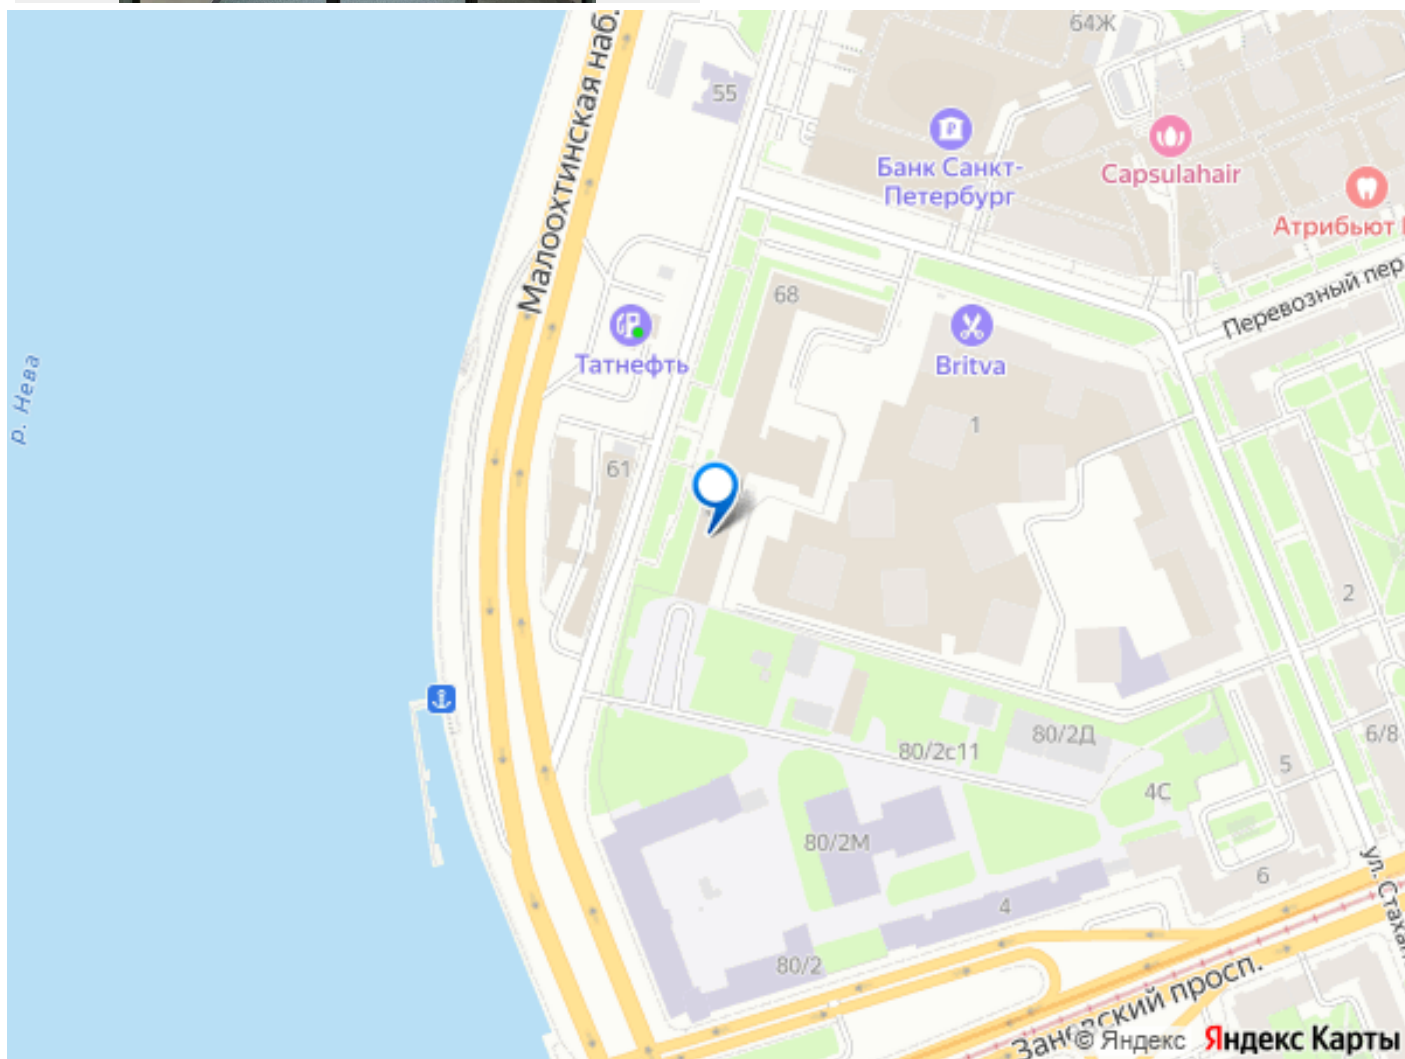 64Ж
Малоохтинская наб.
55
Банк Санкт-
Петербург
Capsulahair
Атрибьют
Перевозный пер.
68
Татнефть
Britva
р. Нева
1
61
2
80/2с11
80/2Д
6/8
5
4С
80/2М
6
4
ул. Стахан
80/2
Заневский просп.
© Яндекс Яндекс Карты